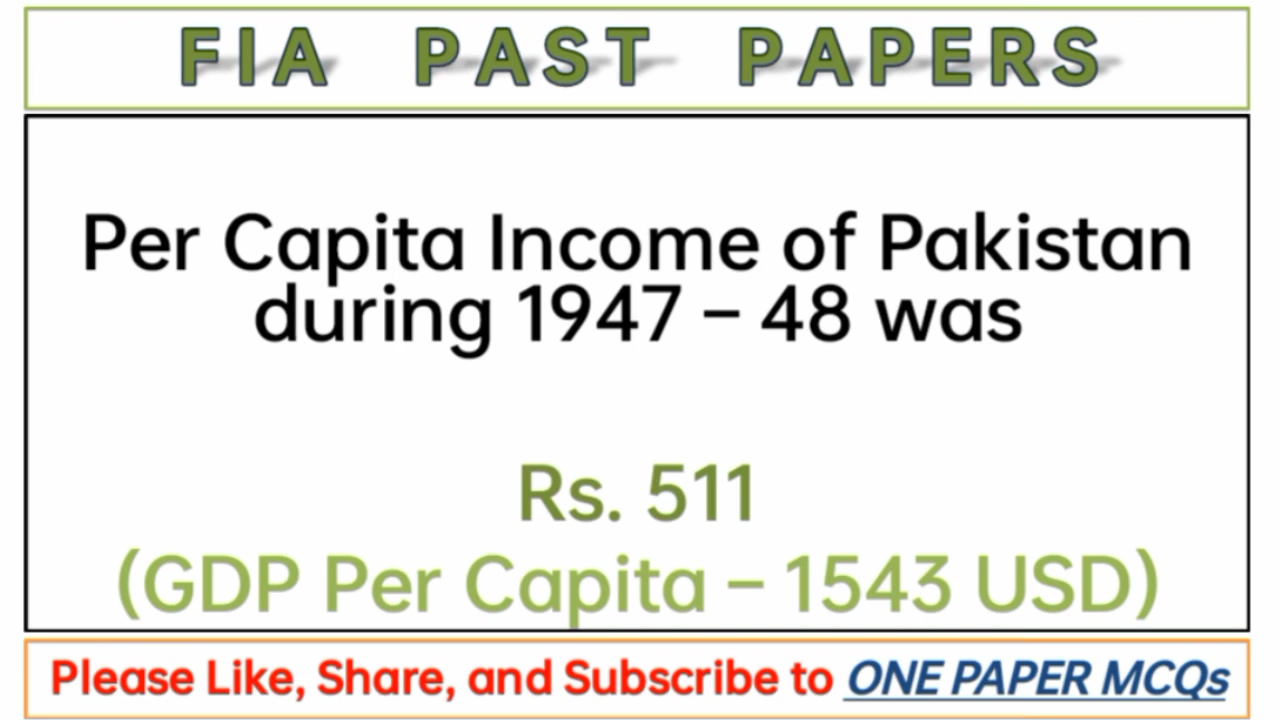 FIA PAST PAPERS
Per Capita Income of Pakistan
during 1947 – 48 was
Rs. 511
(GDP Per Capita – 1543 USD)
Please Like, Share, and Subscribe to ONE PAPER MCQs